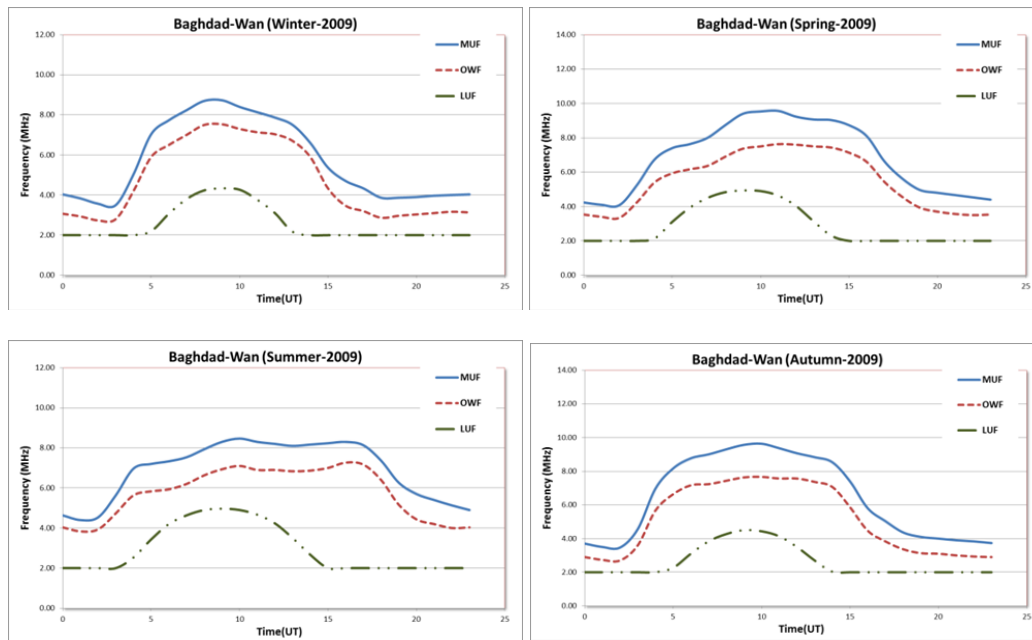 Baghdad-Wan (Winter-2009)
12.00
10.00
8.00
6.00
4.00
2.00
0.00
Frequency (MHz)
0 5 10 15 20 25
Time(UT)
MUF
OWF
LUF
Baghdad-Wan (Spring-2009)
14.00
12.00
10.00
8.00
6.00
4.00
2.00
0.00
Frequency (MHz)
0 5 10 15 20 25
Time(UT)
MUF
OWF
LUF
Baghdad-Wan (Summer-2009)
12.00
10.00
8.00
6.00
4.00
2.00
0.00
Frequency (MHz)
0 5 10 15 20 25
Time(UT)
MUF
OWF
LUF
Baghdad-Wan (Autumn-2009)
14.00
12.00
10.00
8.00
6.00
4.00
2.00
0.00
Frequency (MHz)
0 5 10 15 20 25
Time(UT)
MUF
OWF
LUF